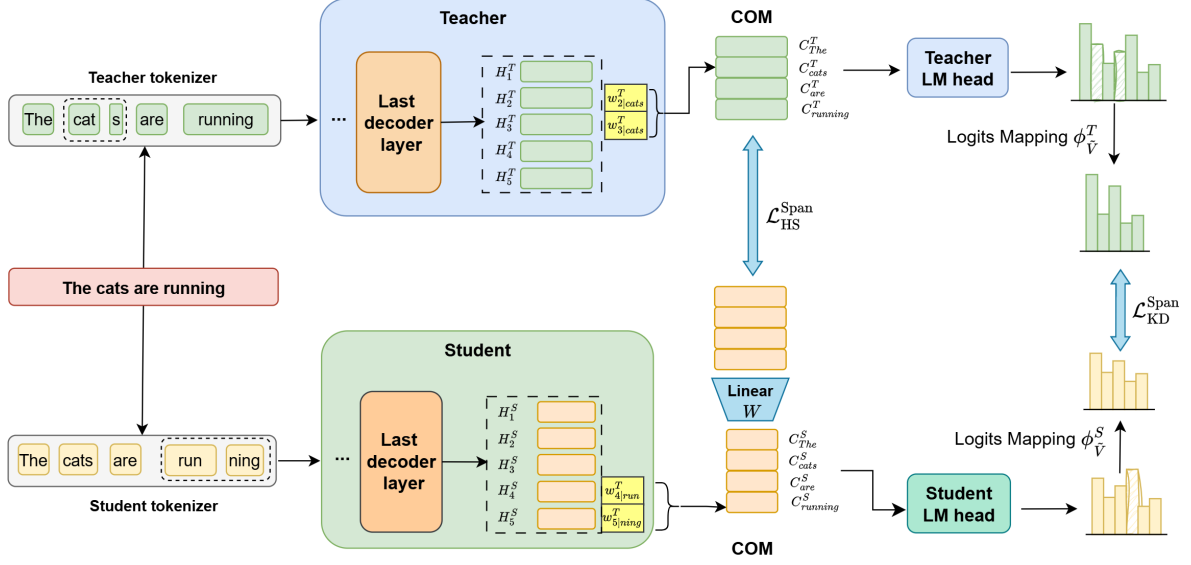 Teacher
COM
Teacher tokenizer
The cat s are running
...
Last
decoder
layer
H_1^T
H_2^T
H_3^T
H_4^T
H_5^T
w_{2|cats}^T
w_{3|cats}^T
C_{The}^T
C_{cats}^T
C_{are}^T
C_{running}^T
Teacher
LM head
Logits Mapping ϕ_{Ṽ}^T
ℒ_{HS}^{Span}
The cats are running
ℒ_{KD}^{Span}
Student
Linear
W
Logits Mapping ϕ_{Ṽ}^S
The cats are run ning
Student tokenizer
...
Last
decoder
layer
H_1^S
H_2^S
H_3^S
H_4^S
H_5^S
w_{4|run}^T
w_{5|ning}^T
C_{The}^S
C_{cats}^S
C_{are}^S
C_{running}^S
Student
LM head
COM